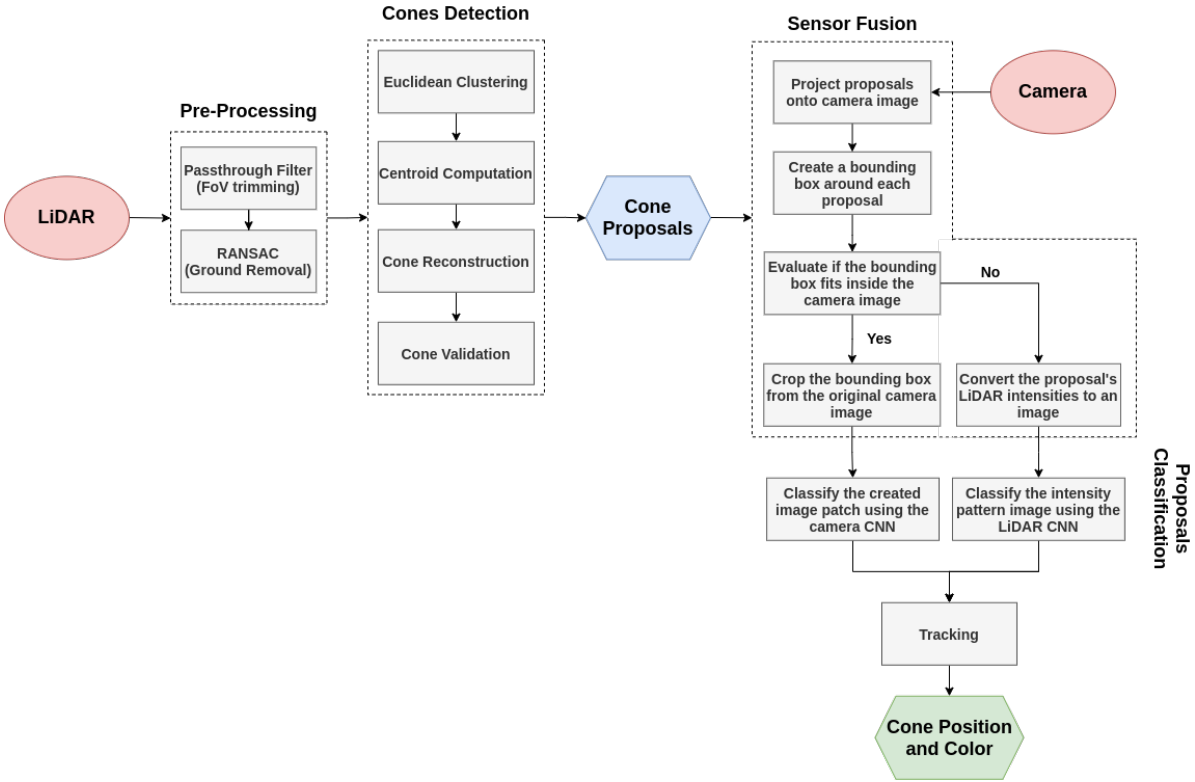 LiDAR
Pre-Processing
Passthrough Filter
(FoV trimming)
RANSAC
(Ground Removal)
Cones Detection
Euclidean Clustering
Centroid Computation
Cone Reconstruction
Cone Validation
Cone
Proposals
Sensor Fusion
Camera
Project proposals
onto camera image
Create a bounding
box around each
proposal
Evaluate if the bounding
box fits inside the
camera image
No
Yes
Crop the bounding box
from the original camera
image
Convert the proposal's
LiDAR intensities to an
image
Proposals
Classification
Classify the created
image patch using the
camera CNN
Classify the intensity
pattern image using the
LiDAR CNN
Tracking
Cone Position
and Color